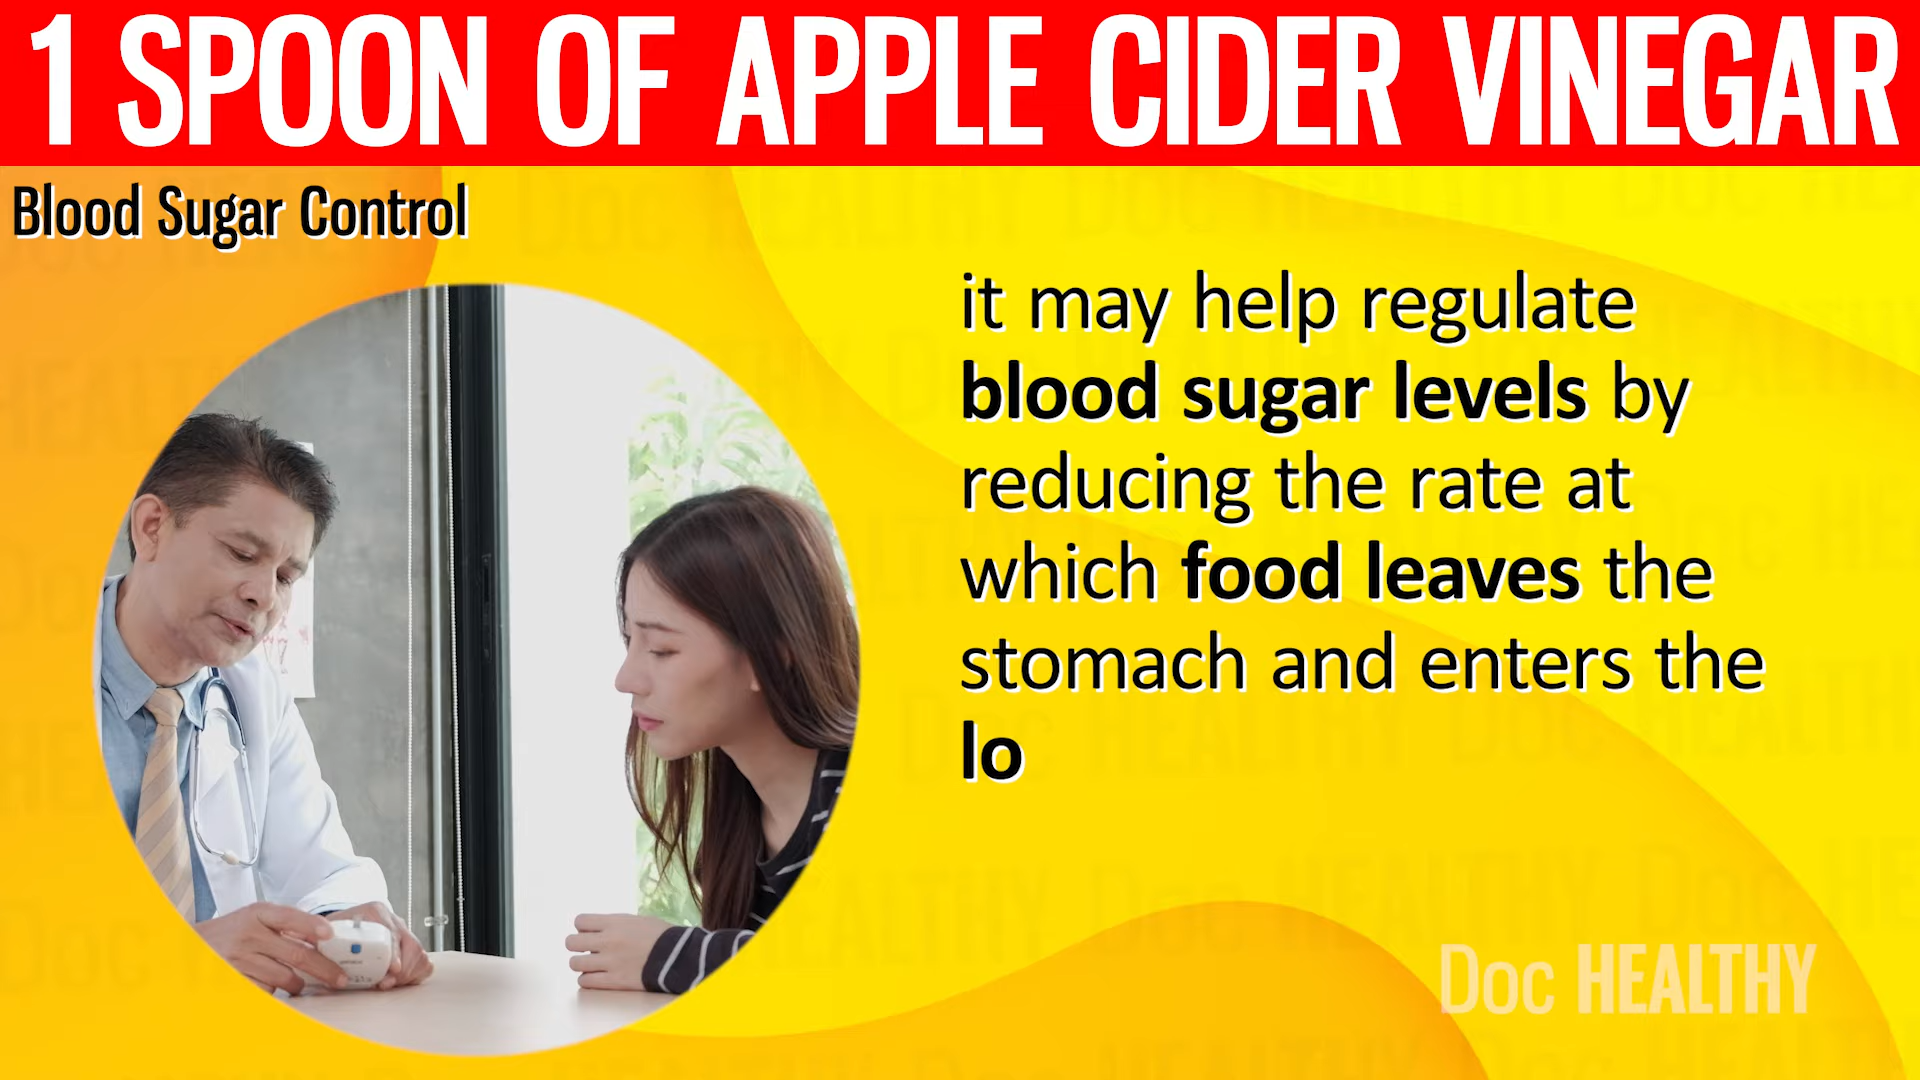 1 SPOON OF APPLE CIDER VINEGAR
Blood Sugar Control
it may help regulate
blood sugar levels by
reducing the rate at
which food leaves the
stomach and enters the
lo
Doc HEALTHY